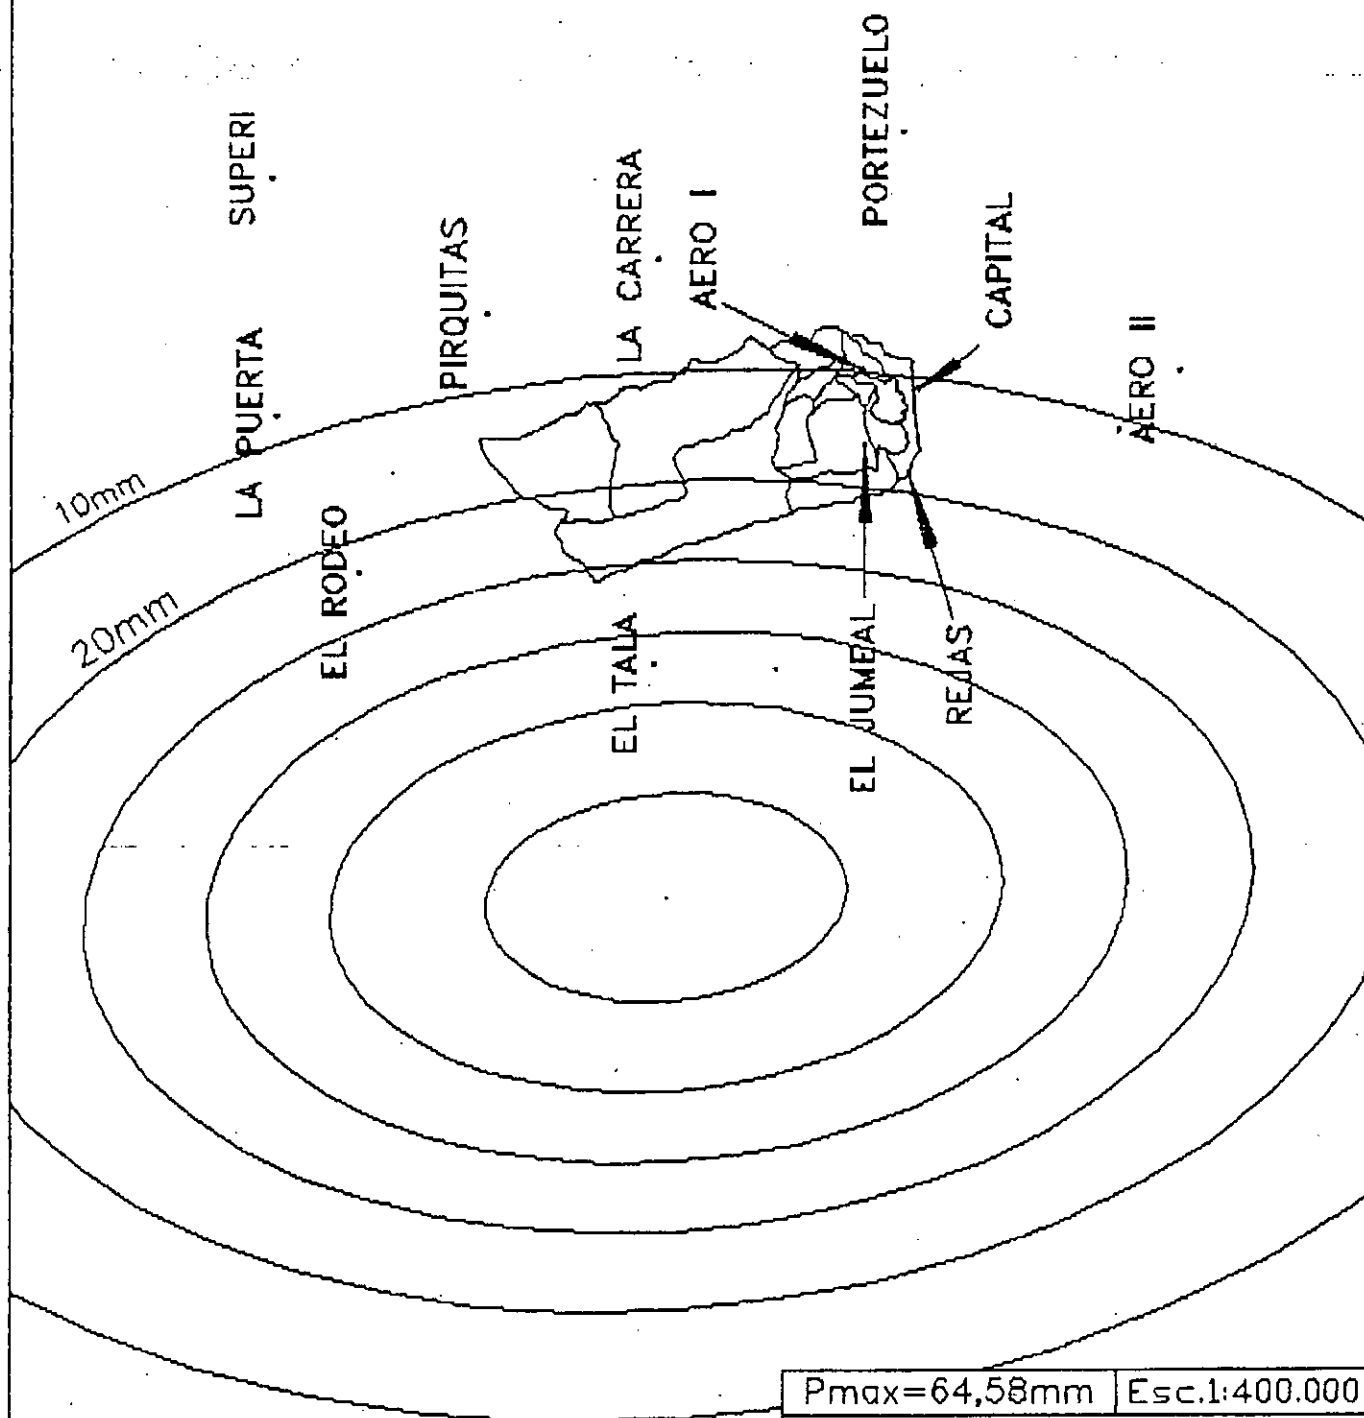 SUPERI
PORTEZUELO
LA PUERTA
PIRQUITAS
LA CARRERA
AERO I
CAPITAL
AERO II
10mm
20mm
EL RODEO
EL TALA
EL JUMEAL
REJAS
Pmax=64,58mm
Esc.1:400.000